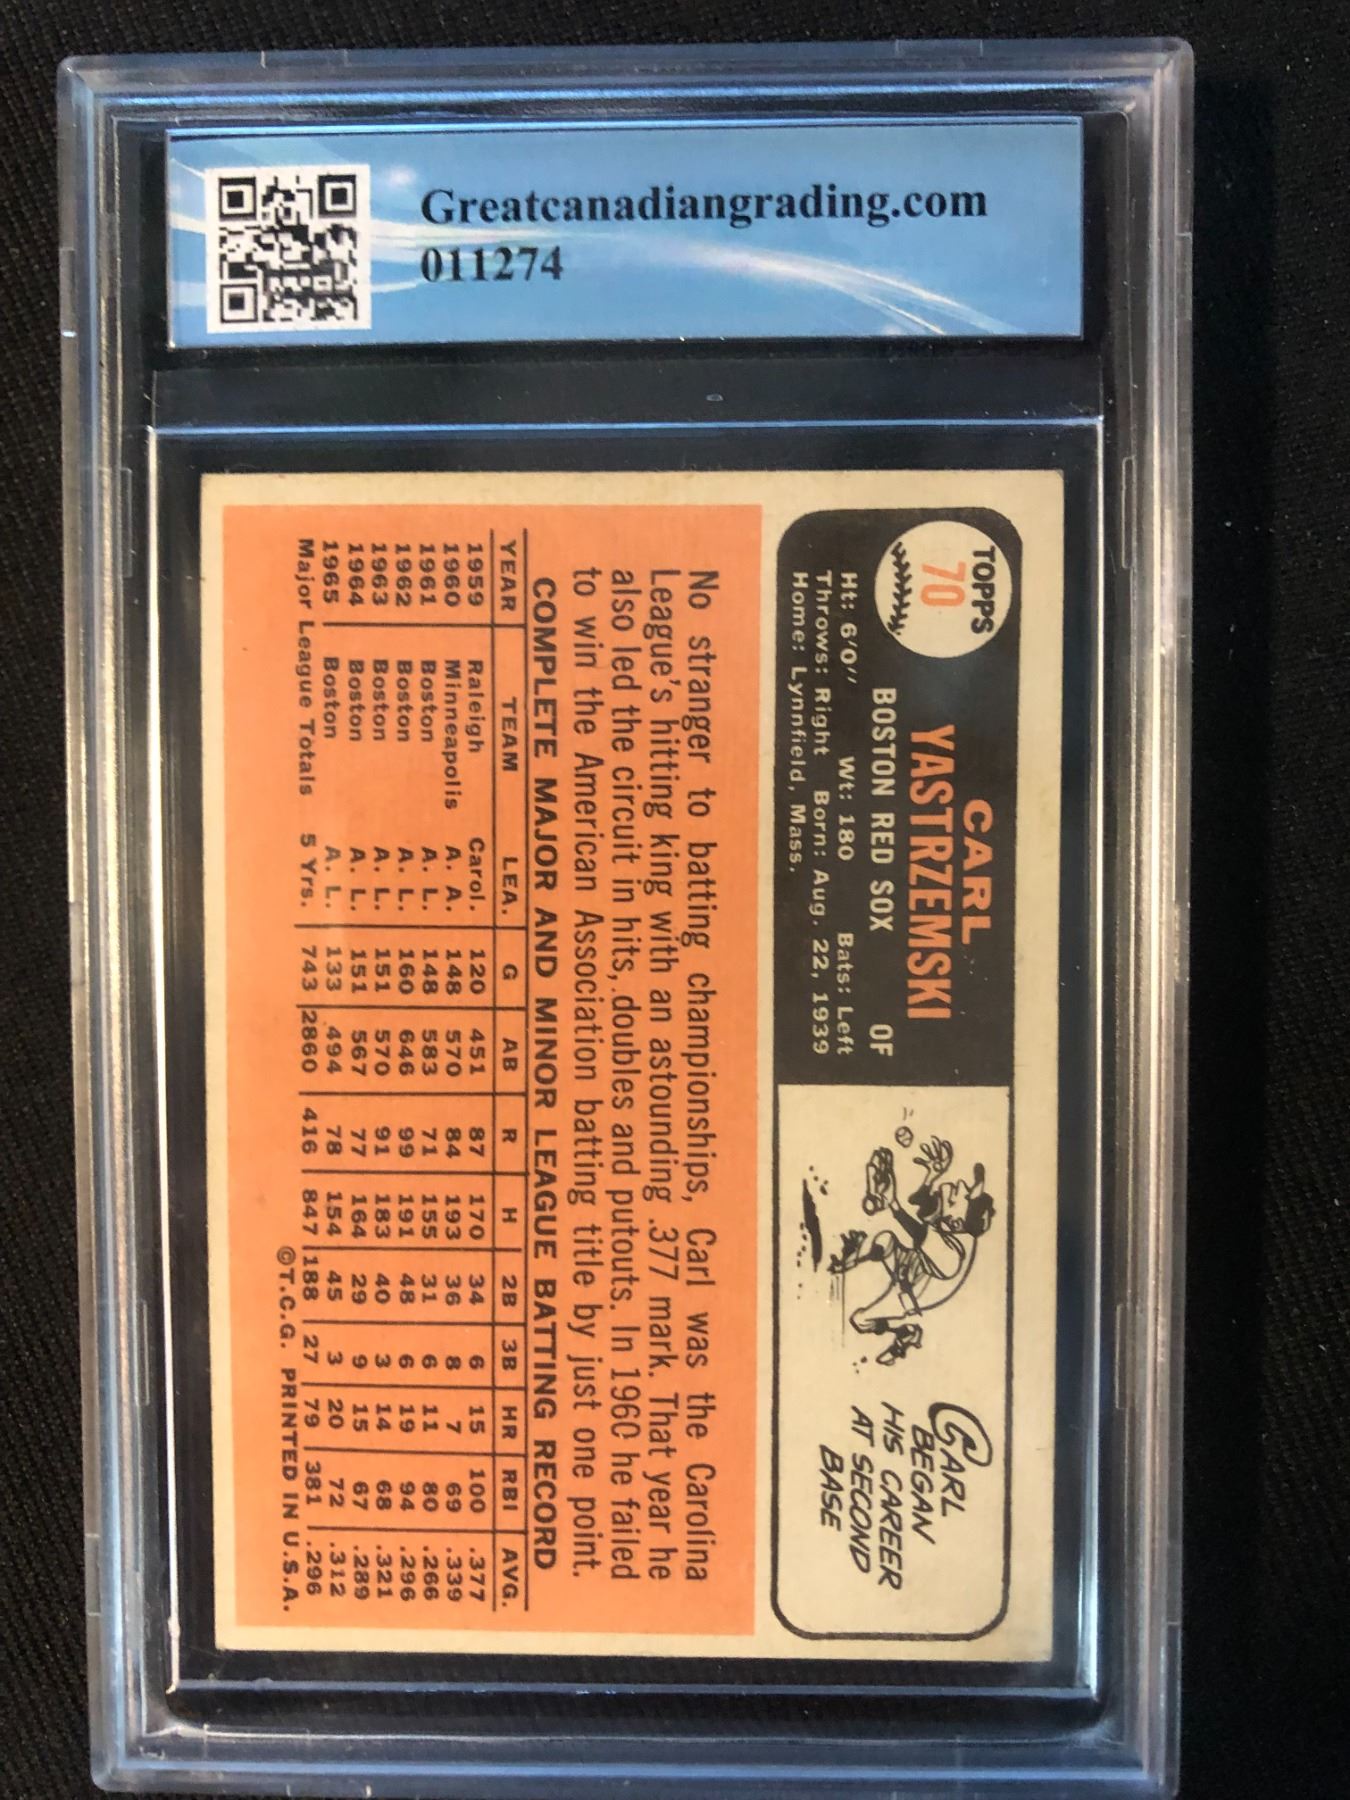 Greatcanadiangrading.com
011274
TOPPS
70
CARL
YASTRZEMSKI
BOSTON RED SOX OF
Ht: 6'0" Wt: 180 Bats: Left
Throws: Right Born: Aug. 22, 1939
Home: Lynnfield, Mass.
CARL
BEGAN
HIS CAREER
AT SECOND
BASE
No stranger to batting championships, Carl was the Carolina
League's hitting king with an astounding .377 mark. That year he
also led the circuit in hits, doubles and putouts. In 1960 he failed
to win the American Association batting title by just one point.
COMPLETE MAJOR AND MINOR LEAGUE BATTING RECORD
YEAR TEAM LEA. G AB R H 2B 3B HR RBI AVG.
1959 Raleigh Carol. 120 451 87 170 34 6 15 100 .377
1960 Minneapolis A. A. 148 570 84 193 36 8 7 69 .339
1961 Boston A. L. 148 583 71 155 31 6 11 80 .266
1962 Boston A. L. 160 646 99 191 48 6 19 94 .296
1963 Boston A. L. 151 570 91 183 40 3 14 68 .321
1964 Boston A. L. 151 567 77 164 29 9 15 67 .289
1965 Boston A. L. 133 494 78 154 45 3 20 72 .312
Major League Totals 5 Yrs. 743 2860 416 847 188 27 79 381 .296
©T.C.G. PRINTED IN U.S.A.